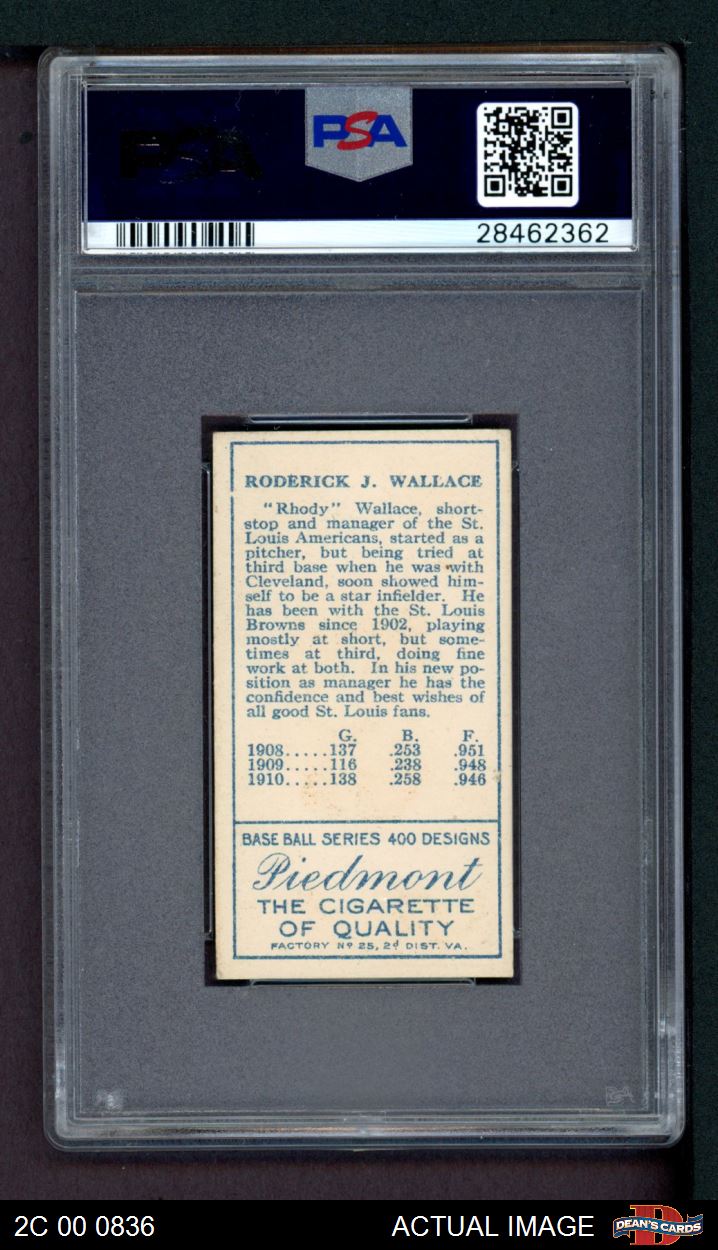 PSA
PSA
28462362
RODERICK J. WALLACE
"Rhody" Wallace, short-
stop and manager of the St.
Louis Americans, started as a
pitcher, but being tried at
third base when he was with
Cleveland, soon showed him-
self to be a star infielder. He
has been with the St. Louis
Browns since 1902, playing
mostly at short, but some-
times at third, doing fine
work at both. In his new po-
sition as manager he has the
confidence and best wishes of
all good St. Louis fans.
G. B. F.
1908.....137 .253 .951
1909.....116 .238 .948
1910.....138 .258 .946
BASE BALL SERIES 400 DESIGNS
Piedmont
THE CIGARETTE
OF QUALITY
FACTORY Nº 25, 2d DIST. VA.
PSA
2C 00 0836
ACTUAL IMAGE
DEAN'S CARDS